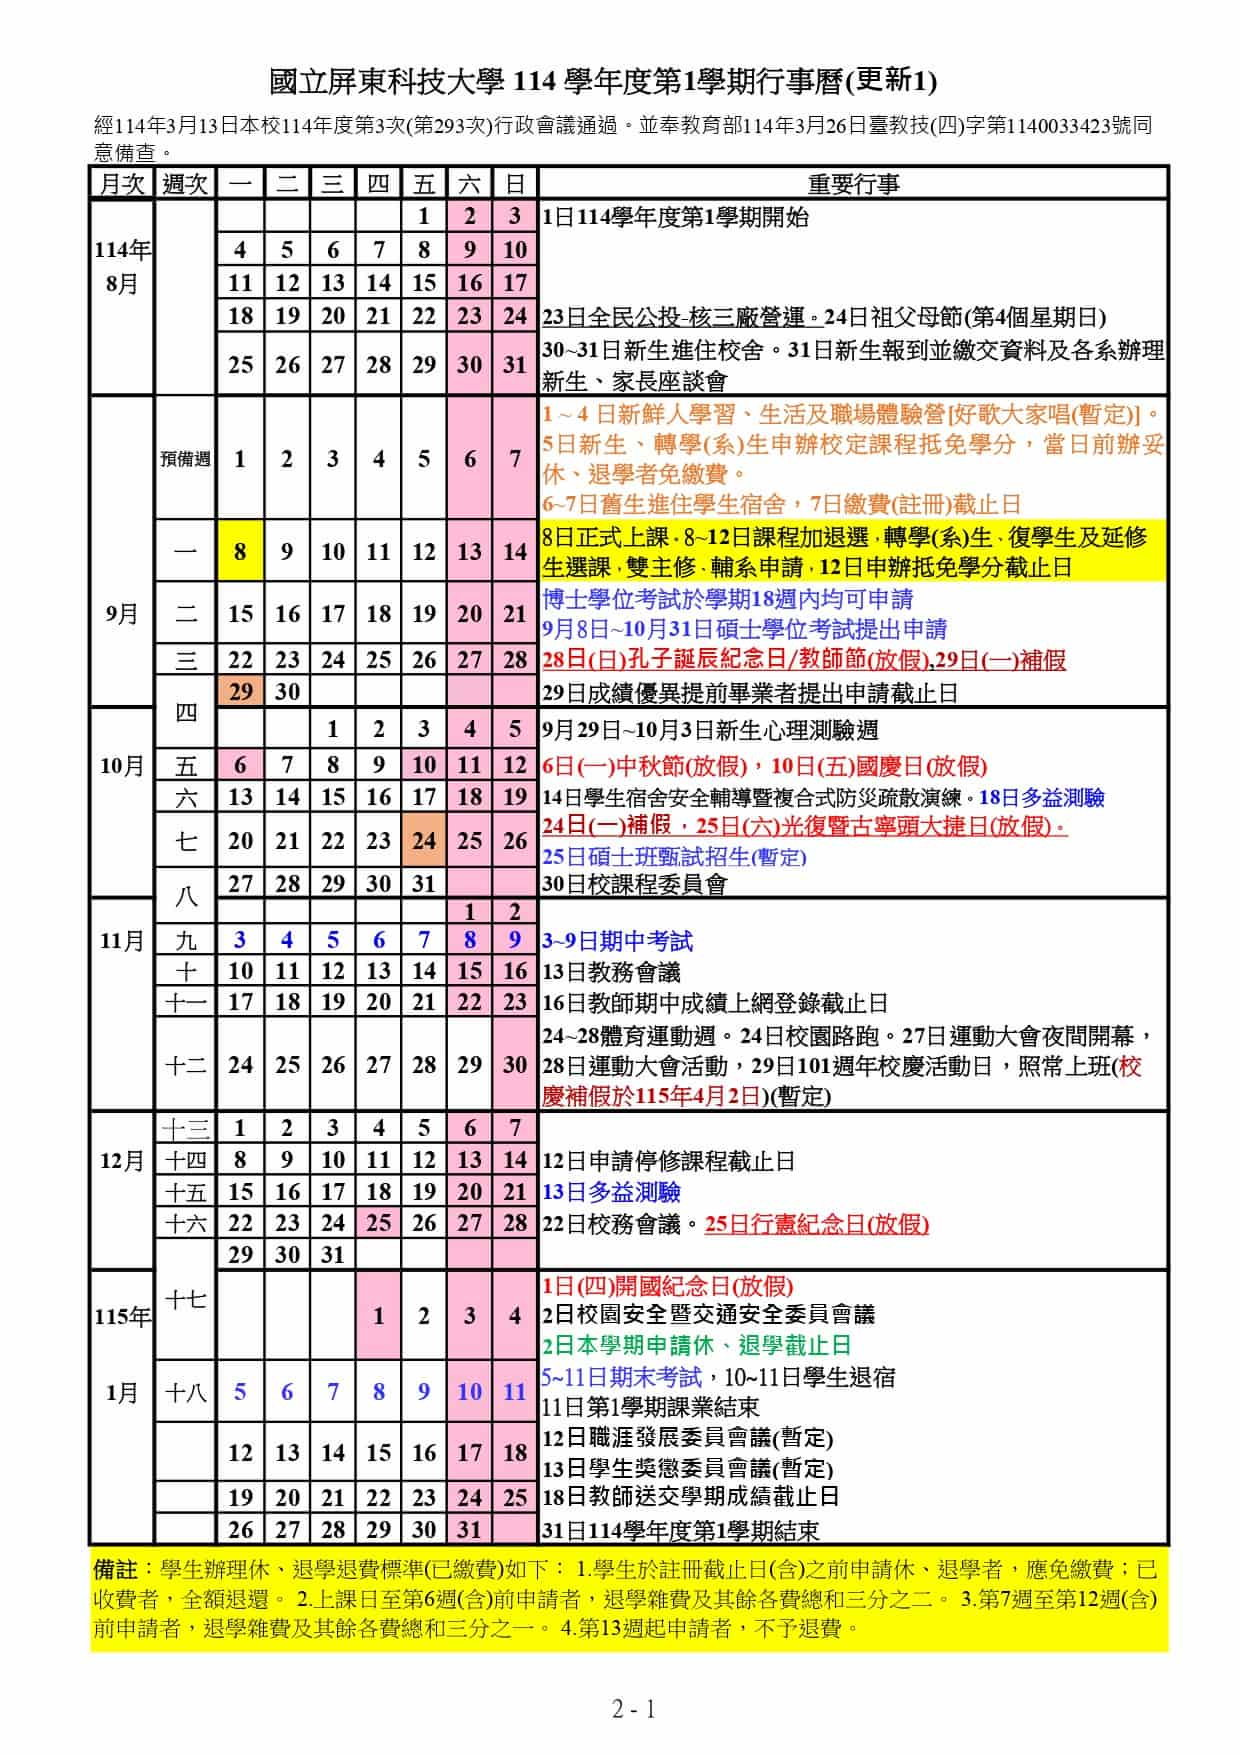 國立屏東科技大學 114 學年度第1學期行事曆(更新1)
經114年3月13日本校114年度第3次(第293次)行政會議通過。並奉教育部114年3月26日臺教技(四)字第1140033423號同
意備查。
月次 週次 一 二 三 四 五 六 日 重要行事
1 2 3 1日114學年度第1學期開始
114年 4 5 6 7 8 9 10
8月 11 12 13 14 15 16 17
18 19 20 21 22 23 24 23日全民公投-核三廠營運。24日祖父母節(第4個星期日)
30~31日新生進住校舍。31日新生報到並繳交資料及各系辦理
25 26 27 28 29 30 31
新生、家長座談會
1 ~ 4 日新鮮人學習、生活及職場體驗營[好歌大家唱(暫定)]。
5日新生、轉學(系)生申辦校定課程抵免學分，當日前辦妥
預備週 1 2 3 4 5 6 7
休、退學者免繳費。
6~7日舊生進住學生宿舍，7日繳費(註冊)截止日
8日正式上課，8~12日課程加退選，轉學(系)生、復學生及延修
一 8 9 10 11 12 13 14
生選課，雙主修、輔系申請，12日申辦抵免學分截止日
博士學位考試於學期18週內均可申請
9月 二 15 16 17 18 19 20 21
9月8日~10月31日碩士學位考試提出申請
三 22 23 24 25 26 27 28 28日(日)孔子誕辰紀念日/教師節(放假),29日(一)補假
29 30 29日成績優異提前畢業者提出申請截止日
四
1 2 3 4 5 9月29日~10月3日新生心理測驗週
10月 五 6 7 8 9 10 11 12 6日(一)中秋節(放假)，10日(五)國慶日(放假)
六 13 14 15 16 17 18 19 14日學生宿舍安全輔導暨複合式防災疏散演練。18日多益測驗
24日(一)補假，25日(六)光復暨古寧頭大捷日(放假)。
七 20 21 22 23 24 25 26
25日碩士班甄試招生(暫定)
27 28 29 30 31 30日校課程委員會
八
1 2
11月 九 3 4 5 6 7 8 9 3~9日期中考試
十 10 11 12 13 14 15 16 13日教務會議
十一 17 18 19 20 21 22 23 16日教師期中成績上網登錄截止日
24~28體育運動週。24日校園路跑。27日運動大會夜間開幕，
十二 24 25 26 27 28 29 30 28日運動大會活動，29日101週年校慶活動日，照常上班(校
慶補假於115年4月2日)(暫定)
十三 1 2 3 4 5 6 7
12月 十四 8 9 10 11 12 13 14 12日申請停修課程截止日
十五 15 16 17 18 19 20 21 13日多益測驗
十六 22 23 24 25 26 27 28 22日校務會議。25日行憲紀念日(放假)
29 30 31
十七
1日(四)開國紀念日(放假)
115年 1 2 3 4 2日校園安全暨交通安全委員會議
2日本學期申請休、退學截止日
5~11日期末考試，10~11日學生退宿
1月 十八 5 6 7 8 9 10 11
11日第1學期課業結束
12日職涯發展委員會議(暫定)
12 13 14 15 16 17 18
13日學生獎懲委員會議(暫定)
19 20 21 22 23 24 25 18日教師送交學期成績截止日
26 27 28 29 30 31 31日114學年度第1學期結束
備註：學生辦理休、退學退費標準(已繳費)如下： 1.學生於註冊截止日(含)之前申請休、退學者，應免繳費；已
收費者，全額退還。 2.上課日至第6週(含)前申請者，退學雜費及其餘各費總和三分之二。 3.第7週至第12週(含)
前申請者，退學雜費及其餘各費總和三分之一。 4.第13週起申請者，不予退費。
2 - 1